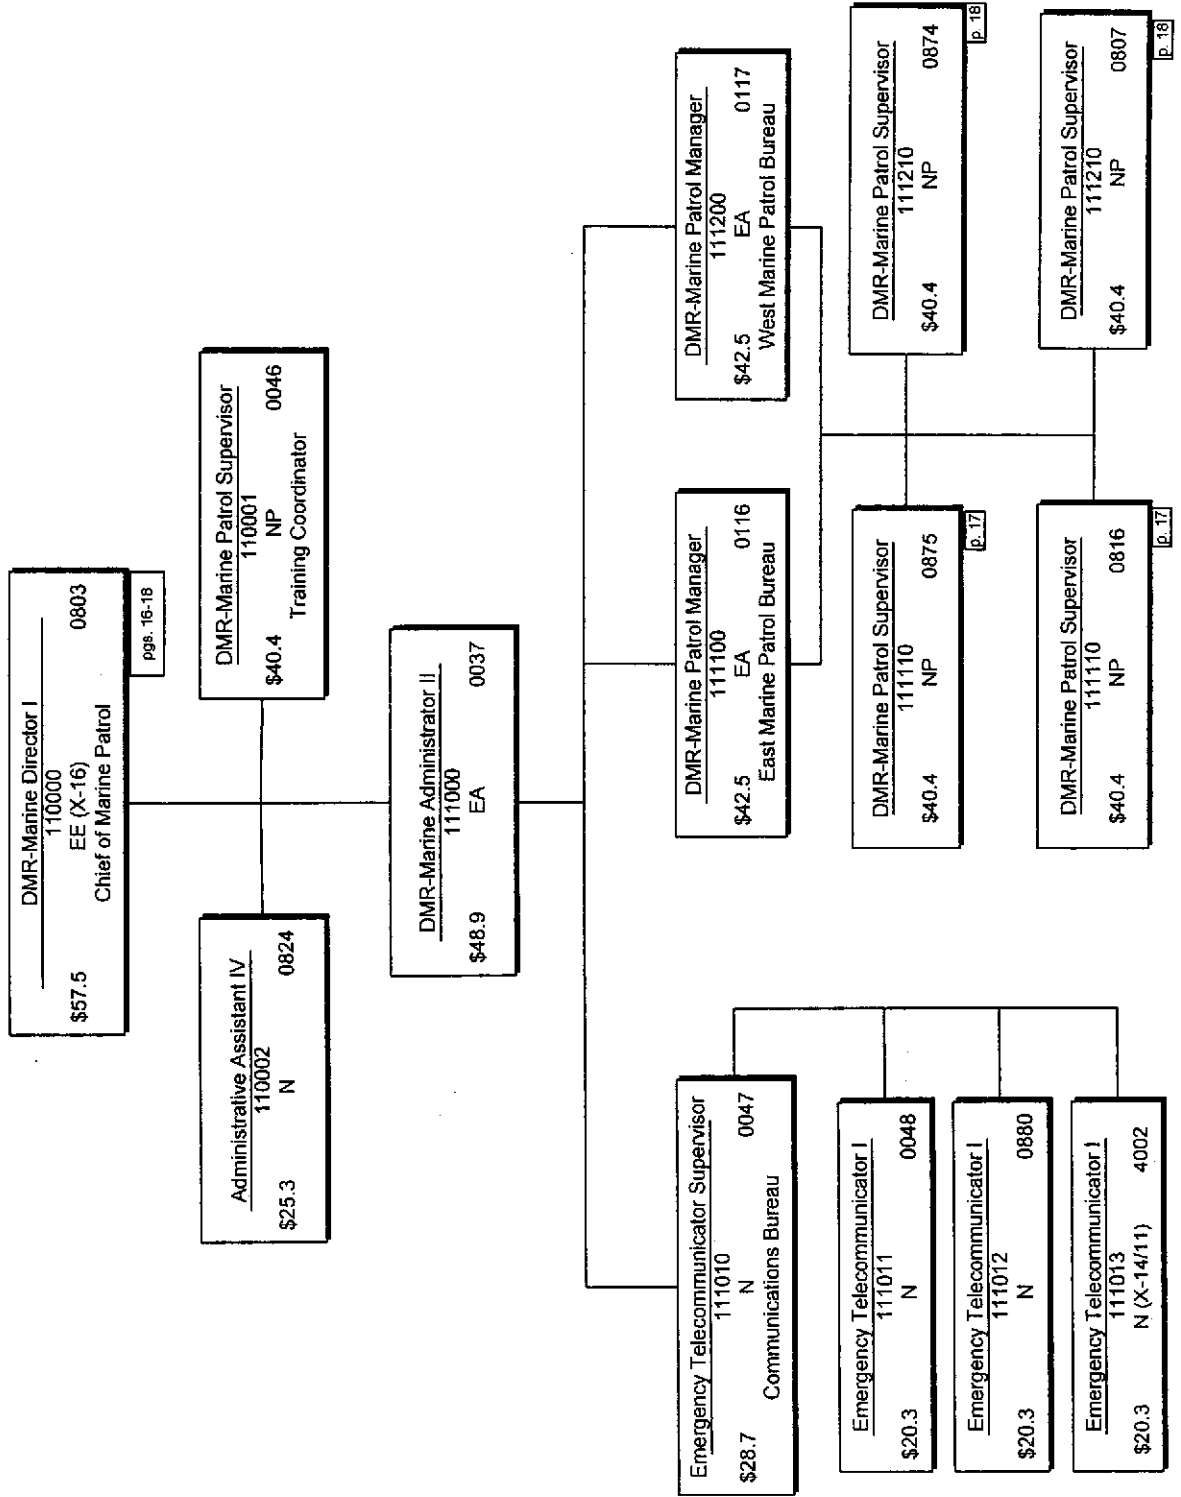 DMR-Marine Director I
110000
$57.5 EE (X-16) 0803
Chief of Marine Patrol
pgs. 16-18
Administrative Assistant IV
110002
$25.3 N 0824
DMR-Marine Patrol Supervisor
110001
$40.4 NP 0046
Training Coordinator
DMR-Marine Administrator II
111000
$48.9 EA 0037
Emergency Telecommunicator Supervisor
111010
$28.7 N 0047
Communications Bureau
DMR-Marine Patrol Manager
111100
$42.5 EA 0116
East Marine Patrol Bureau
DMR-Marine Patrol Manager
111200
$42.5 EA 0117
West Marine Patrol Bureau
Emergency Telecommunicator I
111011
$20.3 N 0048
Emergency Telecommunicator I
111012
$20.3 N 0880
Emergency Telecommunicator I
111013
$20.3 N (X-14/11) 4002
DMR-Marine Patrol Supervisor
111110
$40.4 NP 0875
p. 17
DMR-Marine Patrol Supervisor
111210
$40.4 NP 0874
p. 18
DMR-Marine Patrol Supervisor
111110
$40.4 NP 0816
p. 17
DMR-Marine Patrol Supervisor
111210
$40.4 NP 0807
p. 18